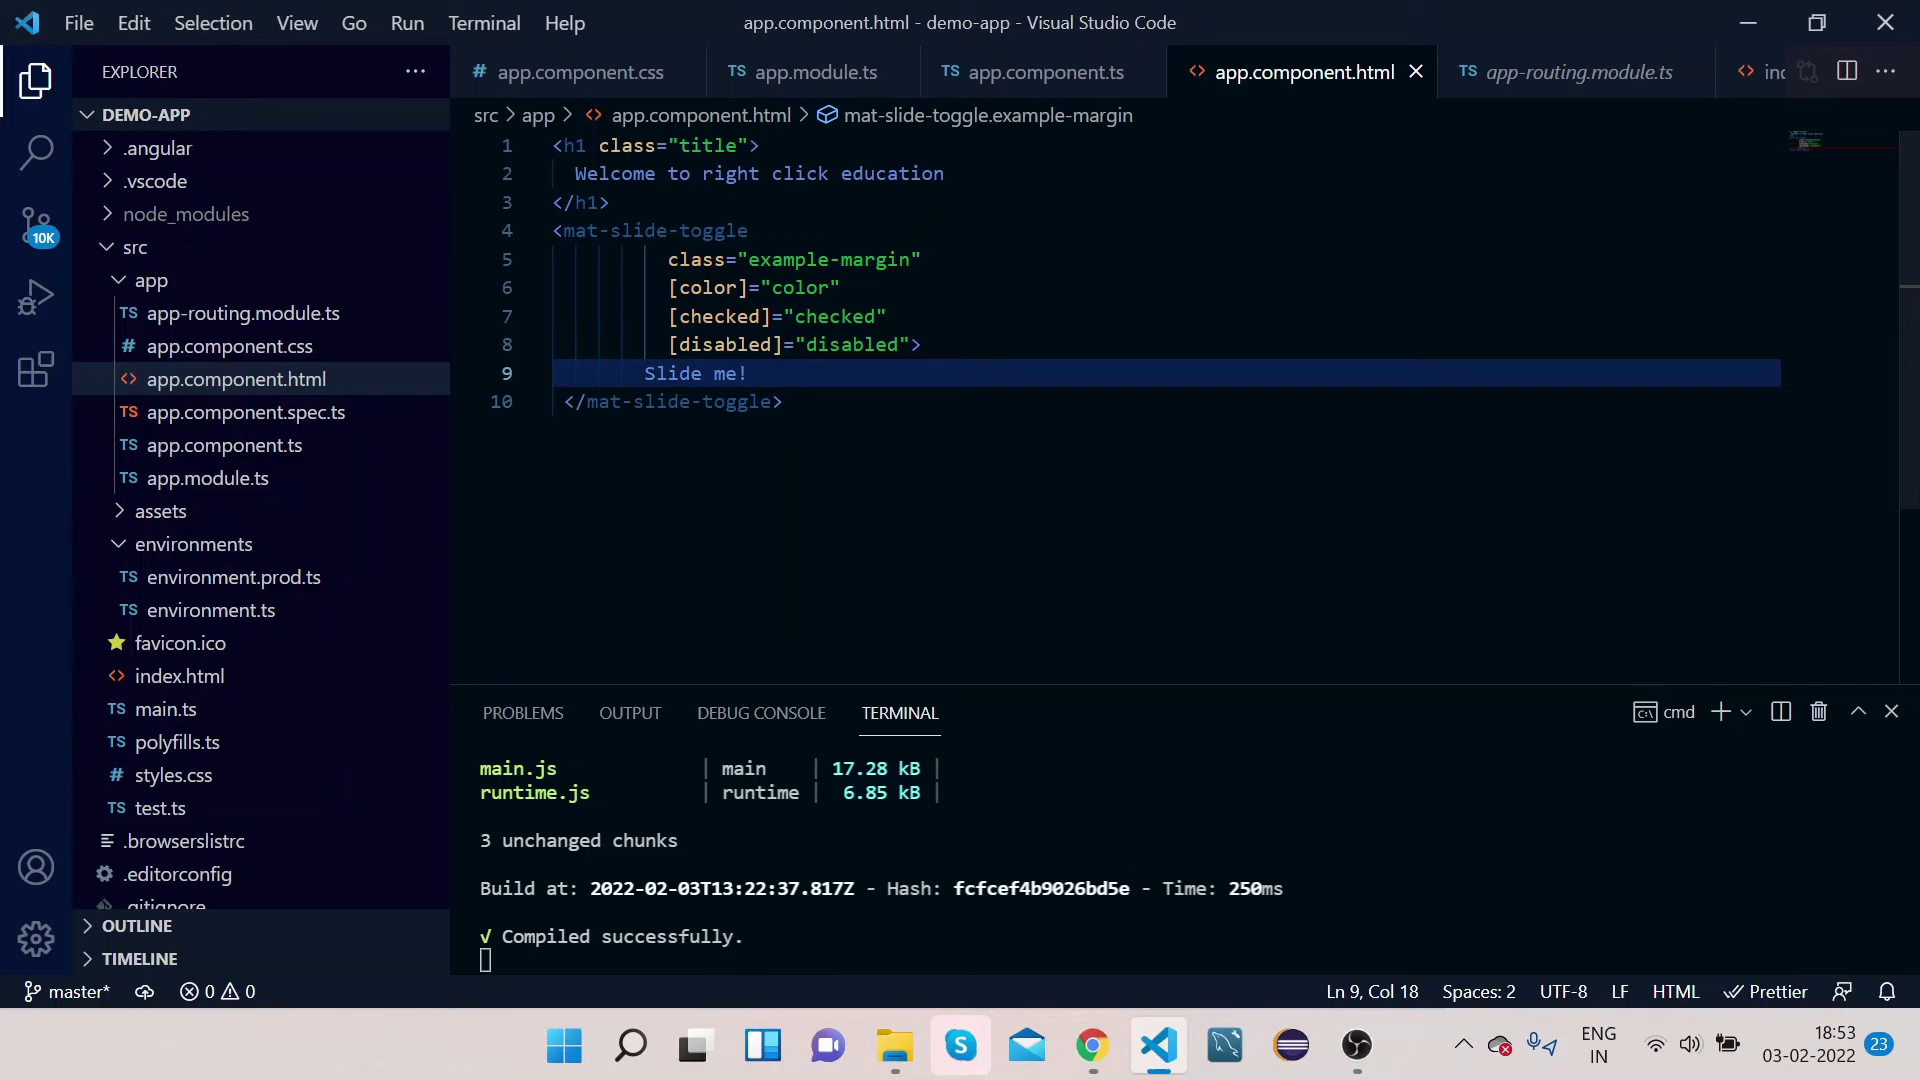 File Edit Selection View Go Run Terminal Help app.component.html - demo-app - Visual Studio Code
EXPLORER
DEMO-APP
.angular
.vscode
node_modules
src
app
TS app-routing.module.ts
# app.component.css
<> app.component.html
TS app.component.spec.ts
TS app.component.ts
TS app.module.ts
assets
environments
TS environment.prod.ts
TS environment.ts
favicon.ico
<> index.html
TS main.ts
TS polyfills.ts
# styles.css
TS test.ts
.browserslistrc
.editorconfig
.gitignore
OUTLINE
TIMELINE
10K
# app.component.css TS app.module.ts TS app.component.ts <> app.component.html TS app-routing.module.ts <> in
src > app > <> app.component.html > mat-slide-toggle.example-margin
1 <h1 class="title">
2 Welcome to right click education
3 </h1>
4 <mat-slide-toggle
5 class="example-margin"
6 [color]="color"
7 [checked]="checked"
8 [disabled]="disabled">
9 Slide me!
10 </mat-slide-toggle>
PROBLEMS OUTPUT DEBUG CONSOLE TERMINAL cmd
main.js | main | 17.28 kB |
runtime.js | runtime | 6.85 kB |
3 unchanged chunks
Build at: 2022-02-03T13:22:37.817Z - Hash: fcfcef4b9026bd5e - Time: 250ms
√ Compiled successfully.
master* 0 0 Ln 9, Col 18 Spaces: 2 UTF-8 LF HTML Prettier
ENG
IN
18:53
03-02-2022
23